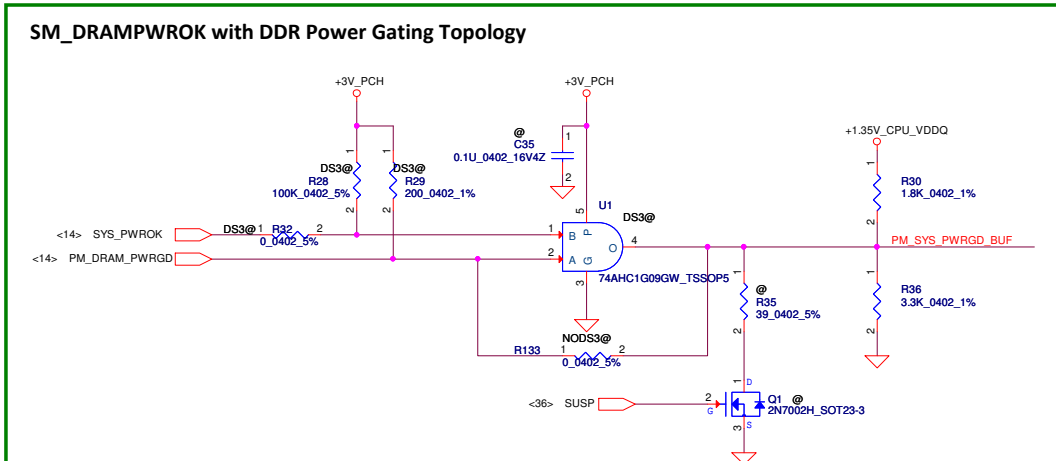 SM_DRAMPWROK with DDR Power Gating Topology
+3V_PCH
+3V_PCH
@
C35
0.1U_0402_16V4Z
1
2
+1.35V_CPU_VDDQ
1
R30
1.8K_0402_1%
2
1
DS3@
R28
100K_0402_5%
2
1
DS3@
R29
200_0402_1%
2
U1
DS3@
5
P
<14> SYS_PWROK
DS3@ 1 R32 2
0_0402_5%
1 B
O 4
<14> PM_DRAM_PWRGD
2 A
G
3
74AHC1G09GW_TSSOP5
PM_SYS_PWRGD_BUF
1
@
R35
39_0402_5%
2
1
R36
3.3K_0402_1%
2
NODS3@
R133 1 2
0_0402_5%
<36> SUSP
2
G
1 D
Q1 @
2N7002H_SOT23-3
3 S